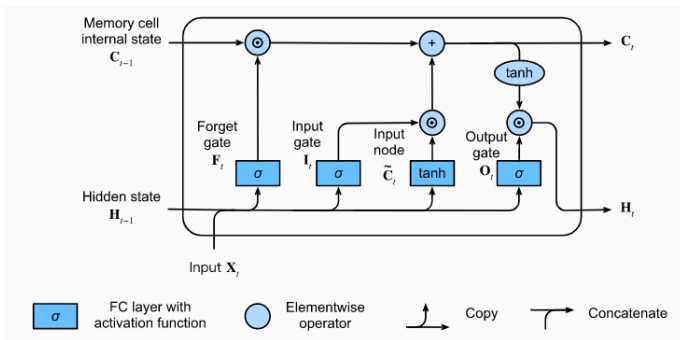 Memory cell
internal state
C_{t−1}
C_t
tanh
Forget
gate
F_t
Input
gate
I_t
Input
node
C̃_t
Output
gate
O_t
σ
σ
tanh
σ
Hidden state
H_{t−1}
H_t
Input X_t
σ
FC layer with
activation function
Elementwise
operator
Copy
Concatenate